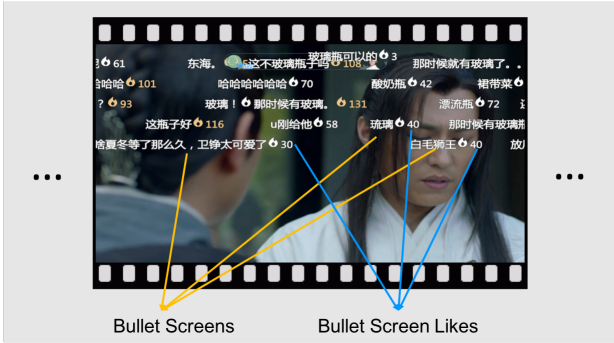 玻璃瓶可以的 3
61 东海。 这不玻璃瓶子吗 108 那时候就有玻璃了。。
哈哈哈 101 哈哈哈哈哈哈哈 70 酸奶瓶 42 裙带菜
？ 93 玻璃！ 那时候有玻璃。 131 漂流瓶 72
这瓶子好 116 u刚给他 58 琉璃 40 那时候有玻璃瓶
啥夏冬等了那么久，卫铮太可爱了 30 白毛狮王 40 放
... ...
Bullet Screens Bullet Screen Likes